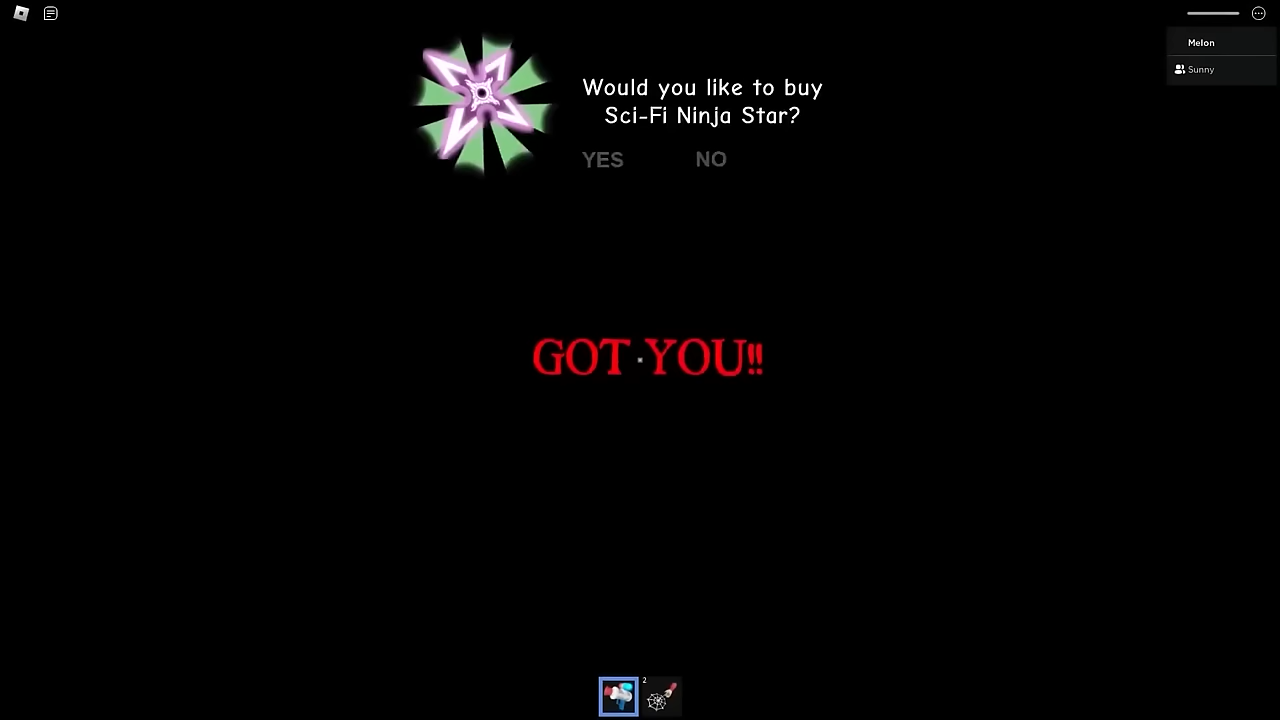 Melon
Sunny
Would you like to buy
Sci-Fi Ninja Star?
YES NO
GOT YOU!!
2